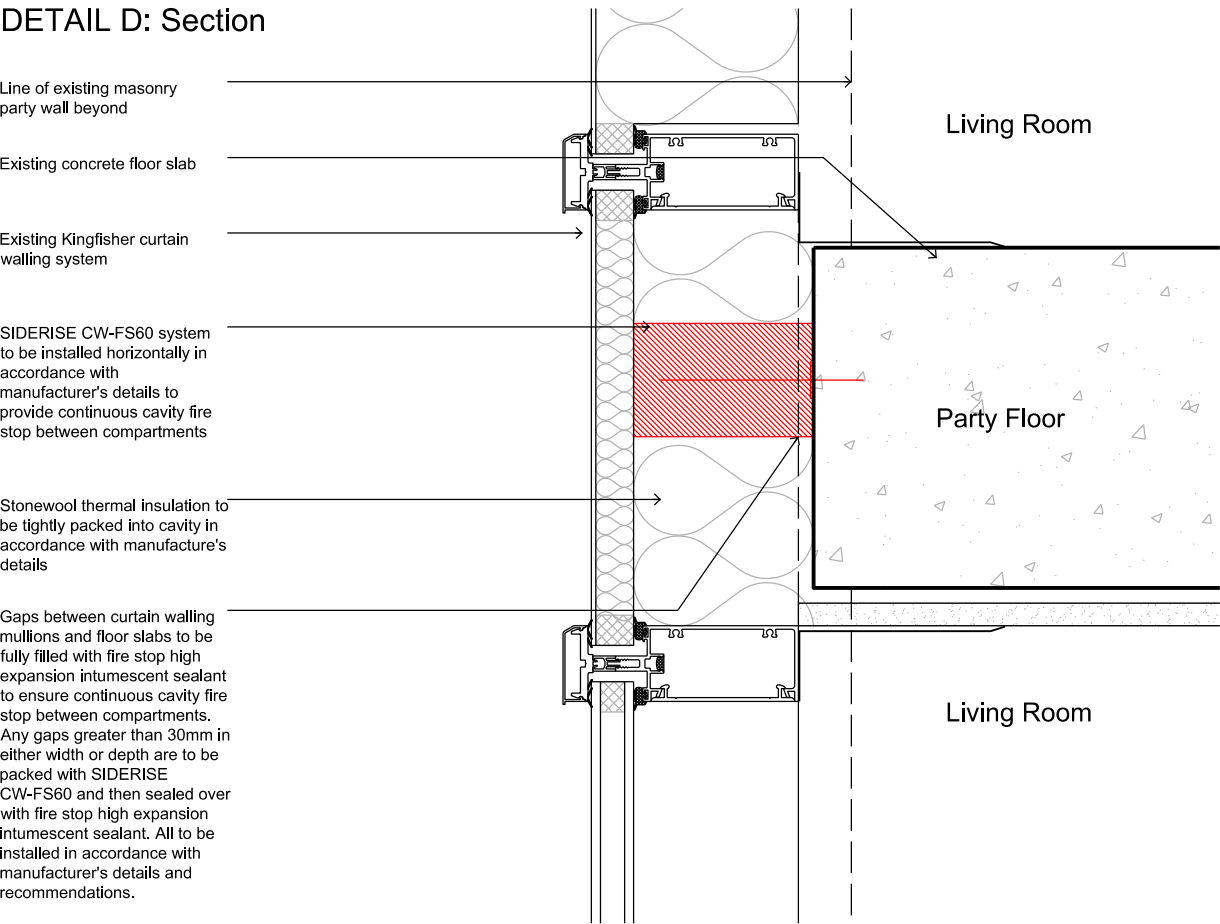 DETAIL D: Section
Line of existing masonry
party wall beyond
Living Room
Existing concrete floor slab
Existing Kingfisher curtain
walling system
SIDERISE CW-FS60 system
to be installed horizontally in
accordance with
manufacturer's details to
provide continuous cavity fire
stop between compartments
Party Floor
Stonewool thermal insulation to
be tightly packed into cavity in
accordance with manufacture's
details
Gaps between curtain walling
mullions and floor slabs to be
fully filled with fire stop high
expansion intumescent sealant
to ensure continuous cavity fire
stop between compartments.
Any gaps greater than 30mm in
either width or depth are to be
packed with SIDERISE
CW-FS60 and then sealed over
with fire stop high expansion
intumescent sealant. All to be
installed in accordance with
manufacturer's details and
recommendations.
Living Room